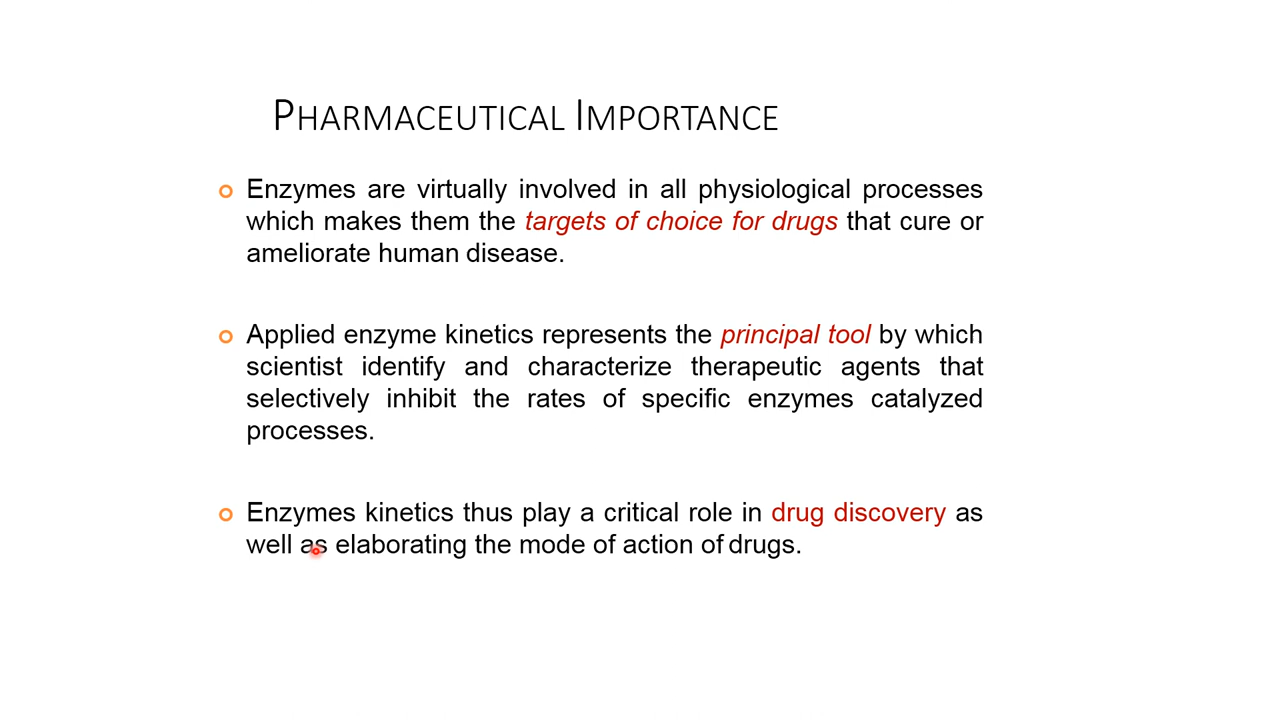 PHARMACEUTICAL IMPORTANCE
Enzymes are virtually involved in all physiological processes
which makes them the targets of choice for drugs that cure or
ameliorate human disease.
Applied enzyme kinetics represents the principal tool by which
scientist identify and characterize therapeutic agents that
selectively inhibit the rates of specific enzymes catalyzed
processes.
Enzymes kinetics thus play a critical role in drug discovery as
well as elaborating the mode of action of drugs.